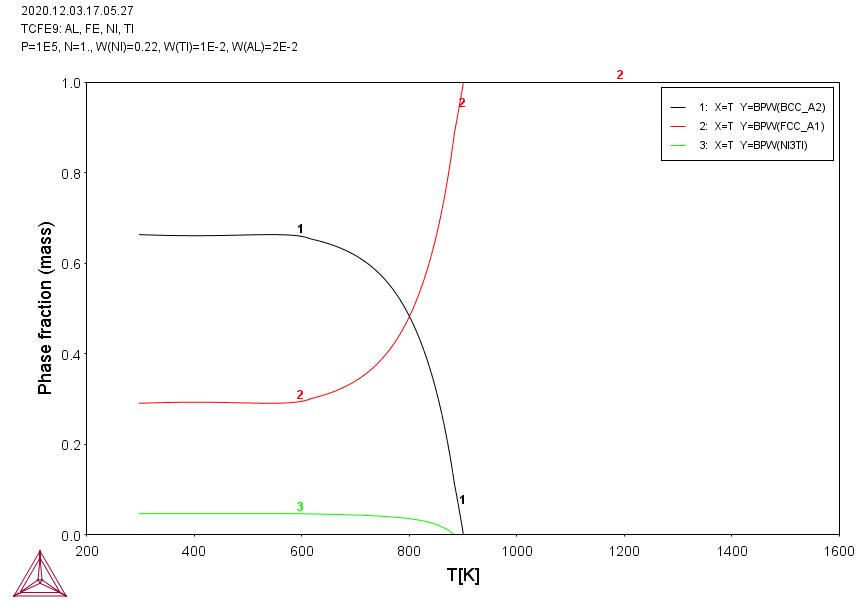 2020.12.03.17.05.27
TCFE9: AL, FE, NI, TI
P=1E5, N=1., W(NI)=0.22, W(TI)=1E-2, W(AL)=2E-2
2
1.0
2
1: X=T Y=BPW(BCC_A2)
2: X=T Y=BPW(FCC_A1)
3: X=T Y=BPW(NI3TI)
0.8
Phase fraction (mass)
1
0.6
0.4
2
0.2
3
1
0.0
200 400 600 800 1000 1200 1400 1600
T[K]